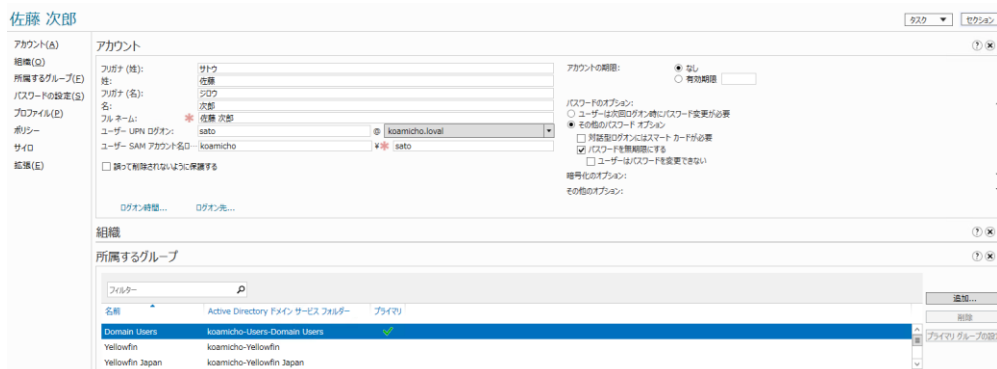 佐藤 次郎
タスク
セクション
アカウント(A)
組織(O)
所属するグループ(F)
パスワードの設定(S)
プロファイル(P)
ポリシー
サイロ
拡張(E)
アカウント
フリガナ (姓): サトウ
姓: 佐藤
フリガナ (名): ジロウ
名: 次郎
フル ネーム: * 佐藤 次郎
ユーザー UPN ログオン: sato @ koamicho.loval
ユーザー SAM アカウント名ロ… koamicho ¥ * sato
誤って削除されないように保護する
ログオン時間... ログオン先...
アカウントの期限: なし
有効期限
パスワードのオプション:
ユーザーは次回ログオン時にパスワード変更が必要
その他のパスワード オプション
対話型ログオンにはスマート カードが必要
パスワードを無期限にする
ユーザーはパスワードを変更できない
暗号化のオプション:
その他のオプション:
組織
所属するグループ
フィルター
名前 Active Directory ドメイン サービス フォルダー プライマリ
Domain Users koamicho-Users-Domain Users
Yellowfin koamicho-Yellowfin
Yellowfin Japan koamicho-Yellowfin Japan
追加...
削除
プライマリ グループの設定